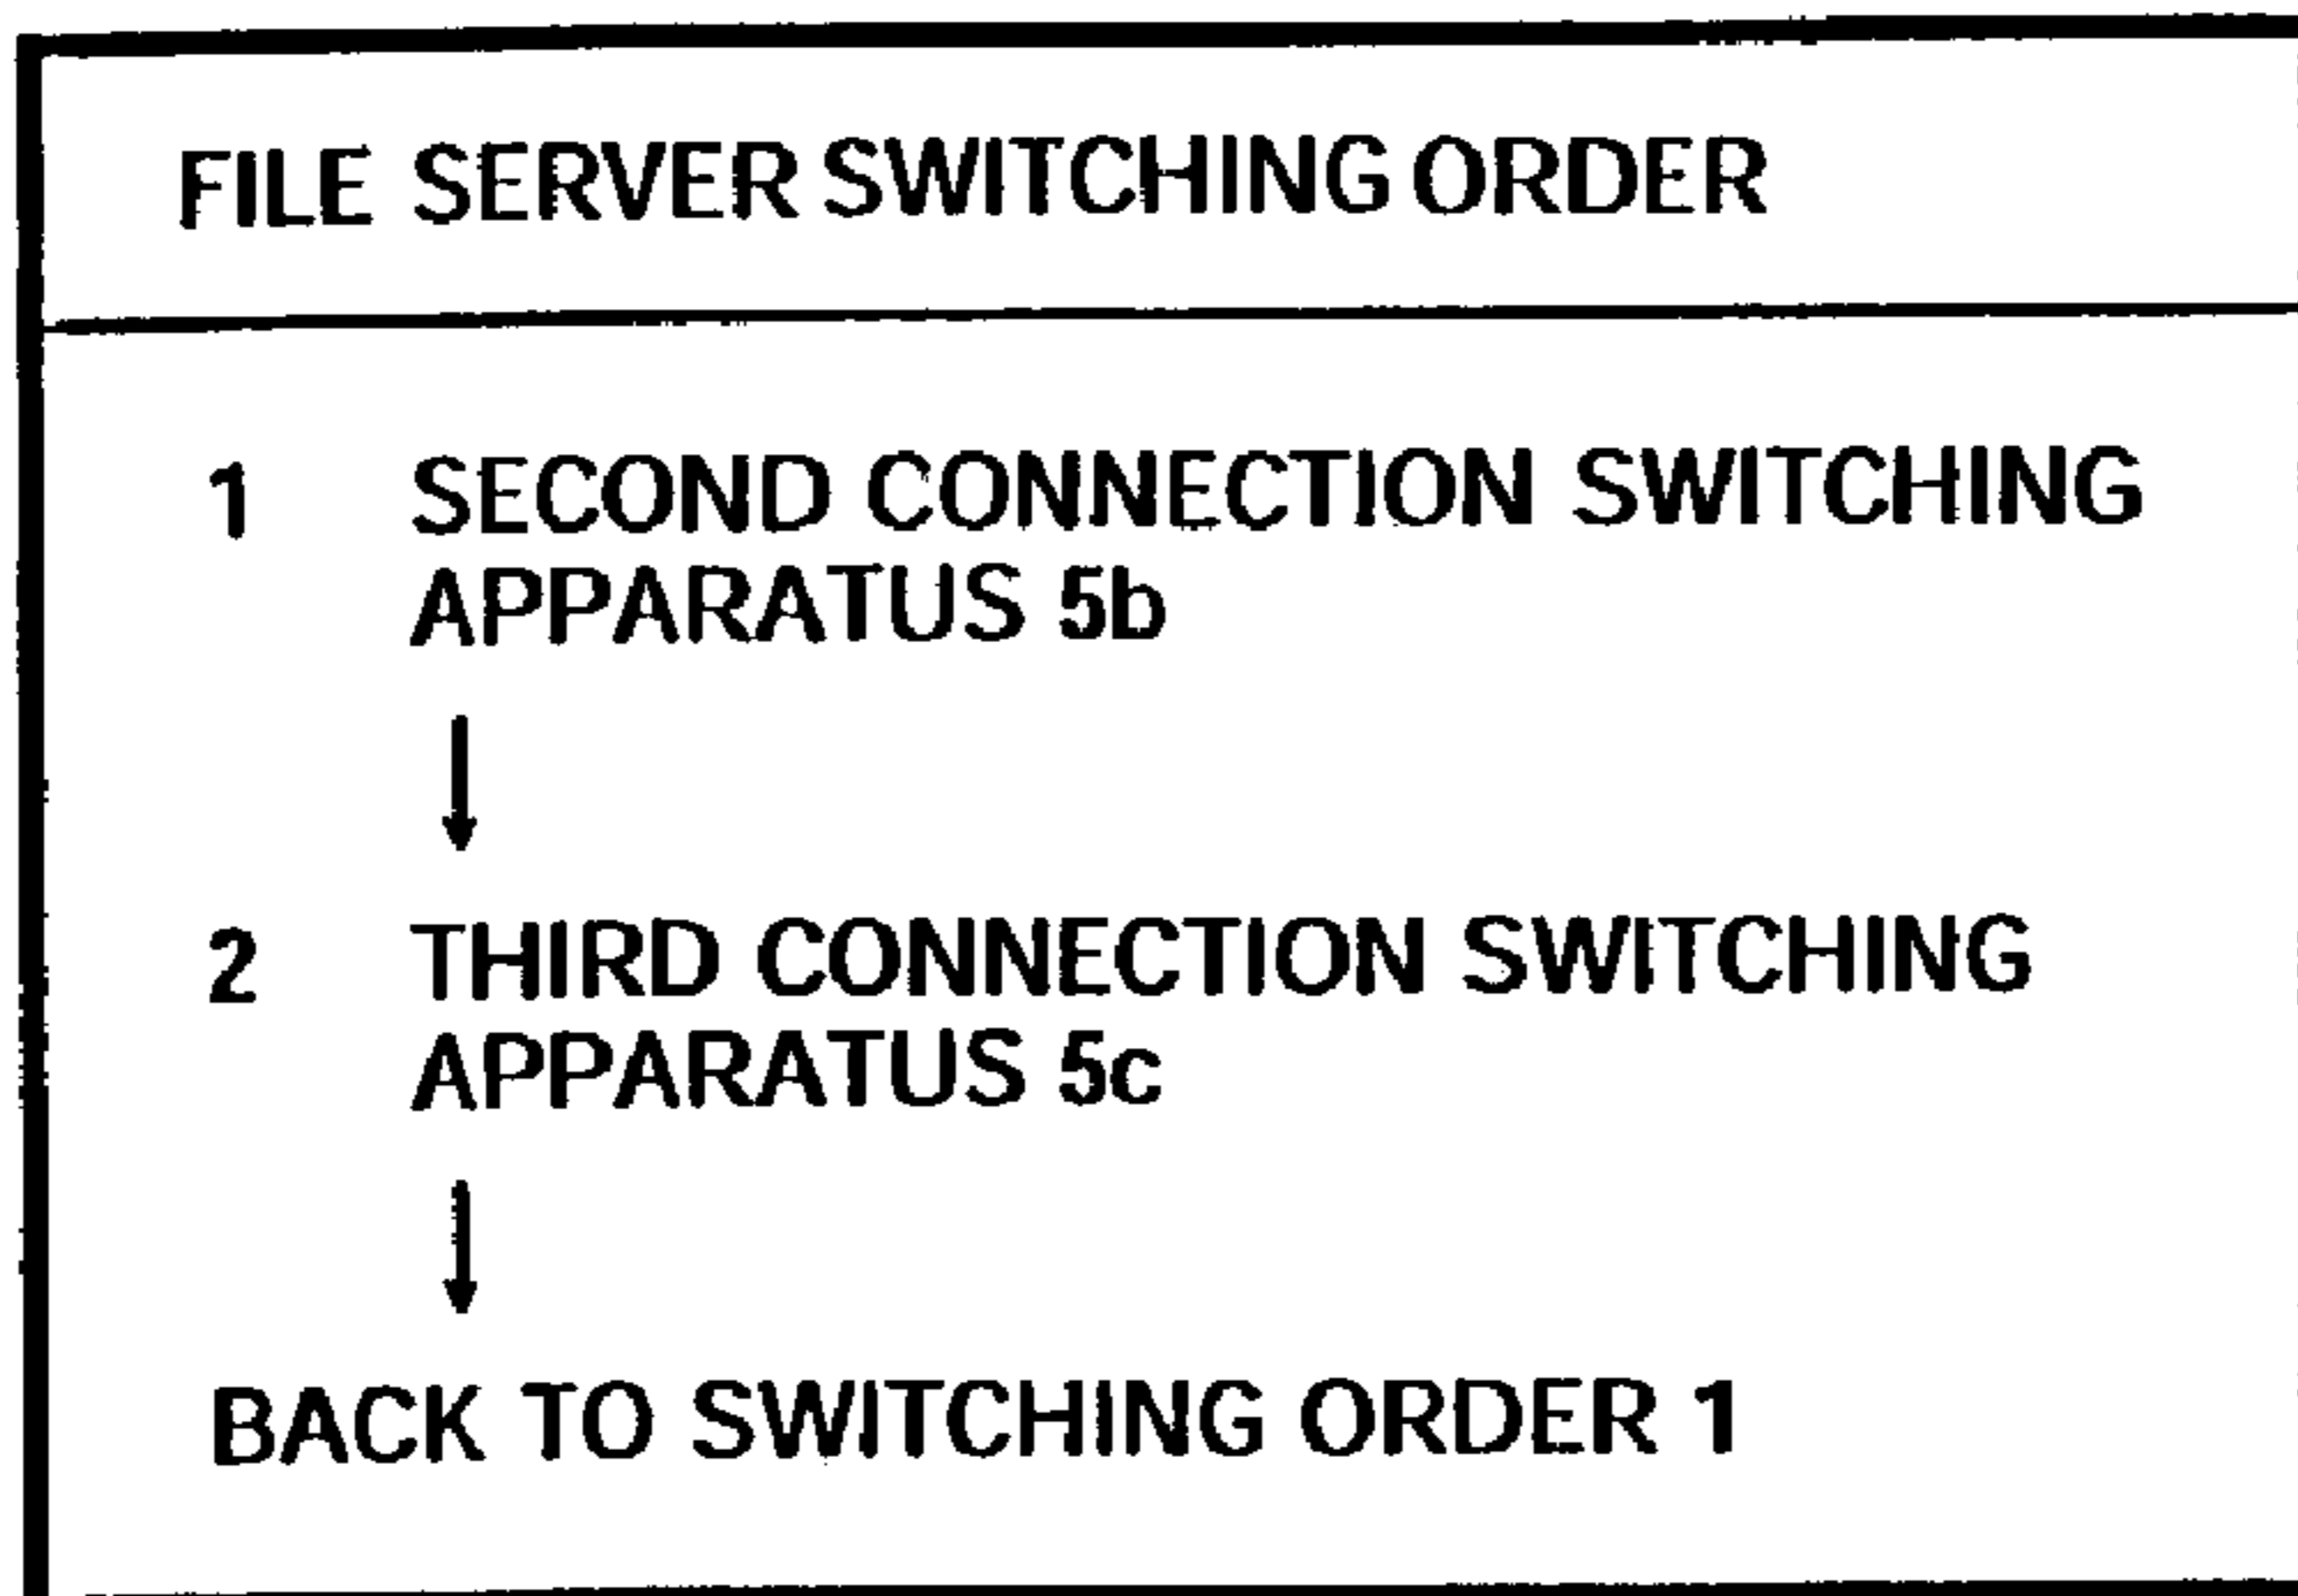 FILE SERVER SWITCHING ORDER
1 SECOND CONNECTION SWITCHING
APPARATUS 5b
2 THIRD CONNECTION SWITCHING
APPARATUS 5c
BACK TO SWITCHING ORDER 1